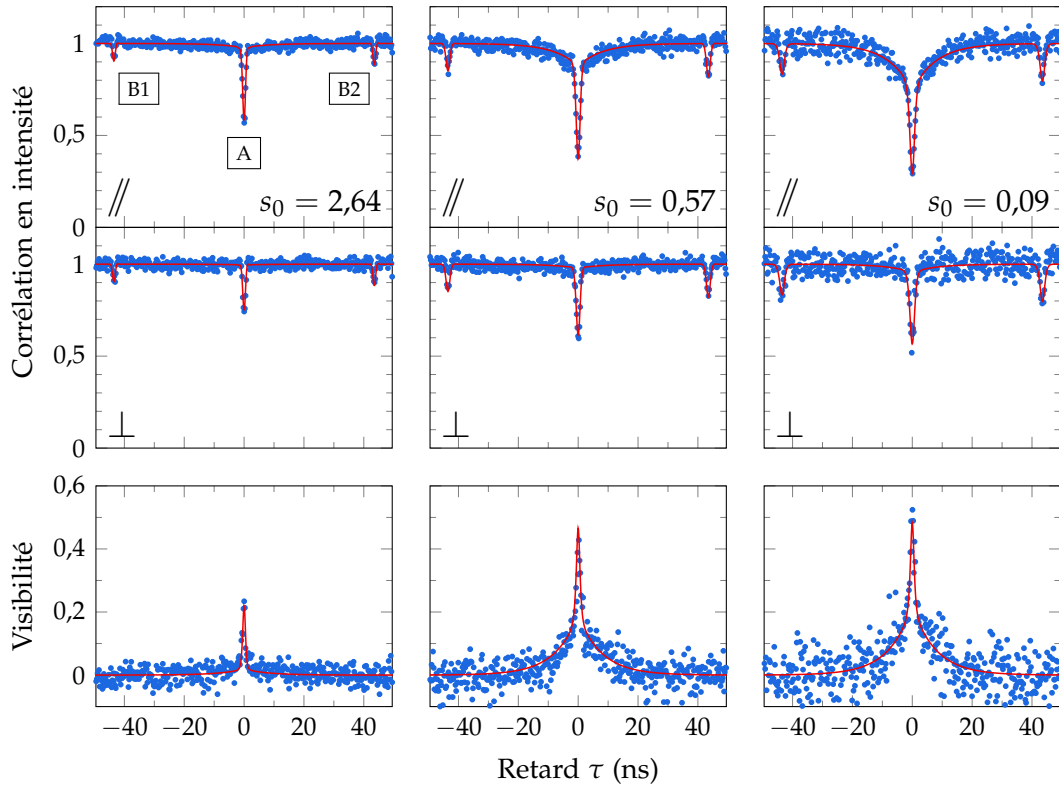 Corrélation en intensité
1
0,5
0
B1
A
B2
// s₀ = 2,64
// s₀ = 0,57
// s₀ = 0,09
1
0,5
0
⊥ ⊥ ⊥
Visibilité
0,6
0,4
0,2
0
−40 −20 0 20 40 −40 −20 0 20 40 −40 −20 0 20 40
Retard τ (ns)